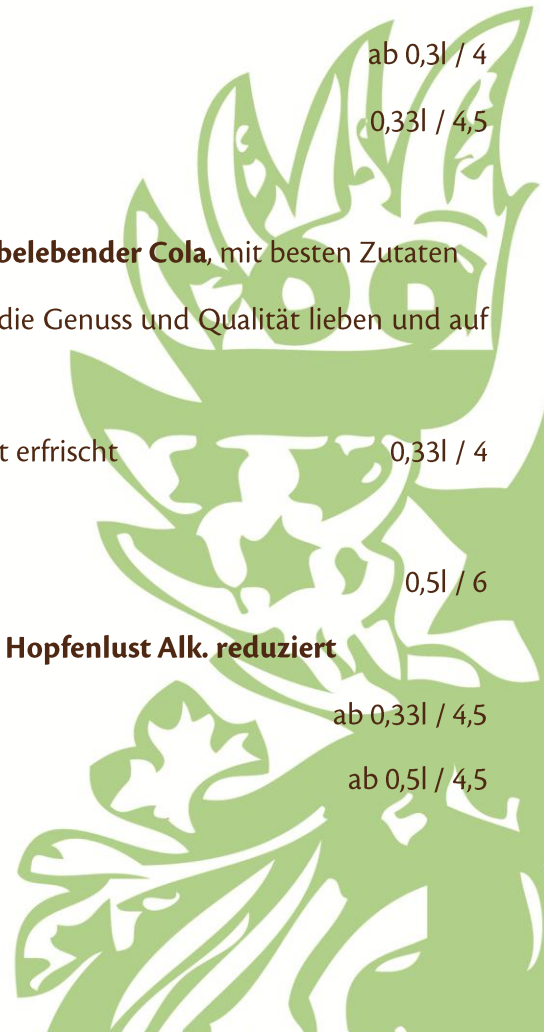 ab 0,3l / 4
0,33l / 4,5
belebender Cola, mit besten Zutaten
die Genuss und Qualität lieben und auf
t erfrischt 0,33l / 4
0,5l / 6
Hopfenlust Alk. reduziert
ab 0,33l / 4,5
ab 0,5l / 4,5